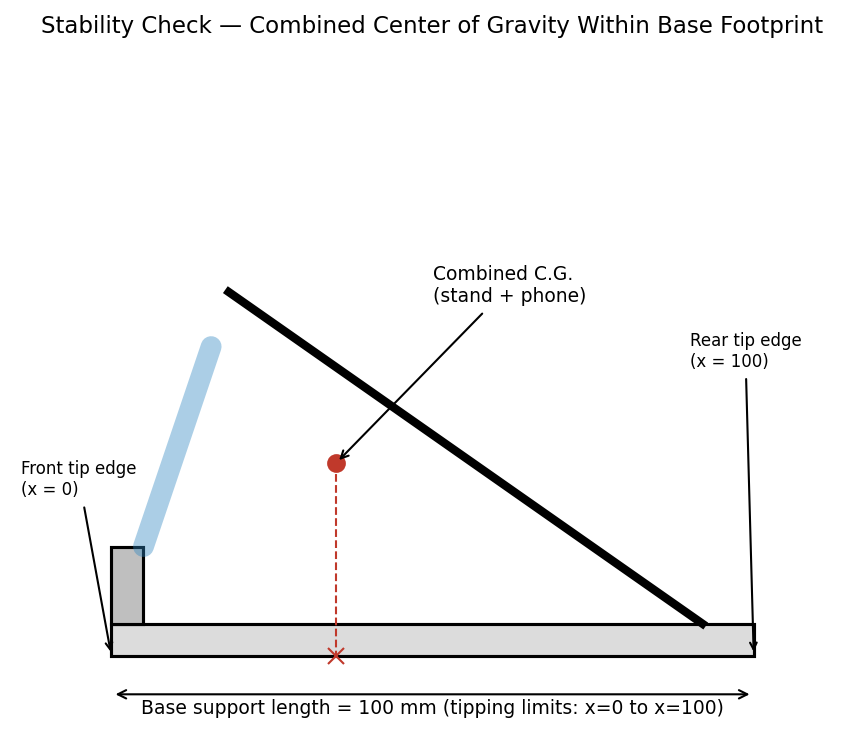 Stability Check — Combined Center of Gravity Within Base Footprint
Combined C.G.
(stand + phone)
Rear tip edge
(x = 100)
Front tip edge
(x = 0)
Base support length = 100 mm (tipping limits: x=0 to x=100)